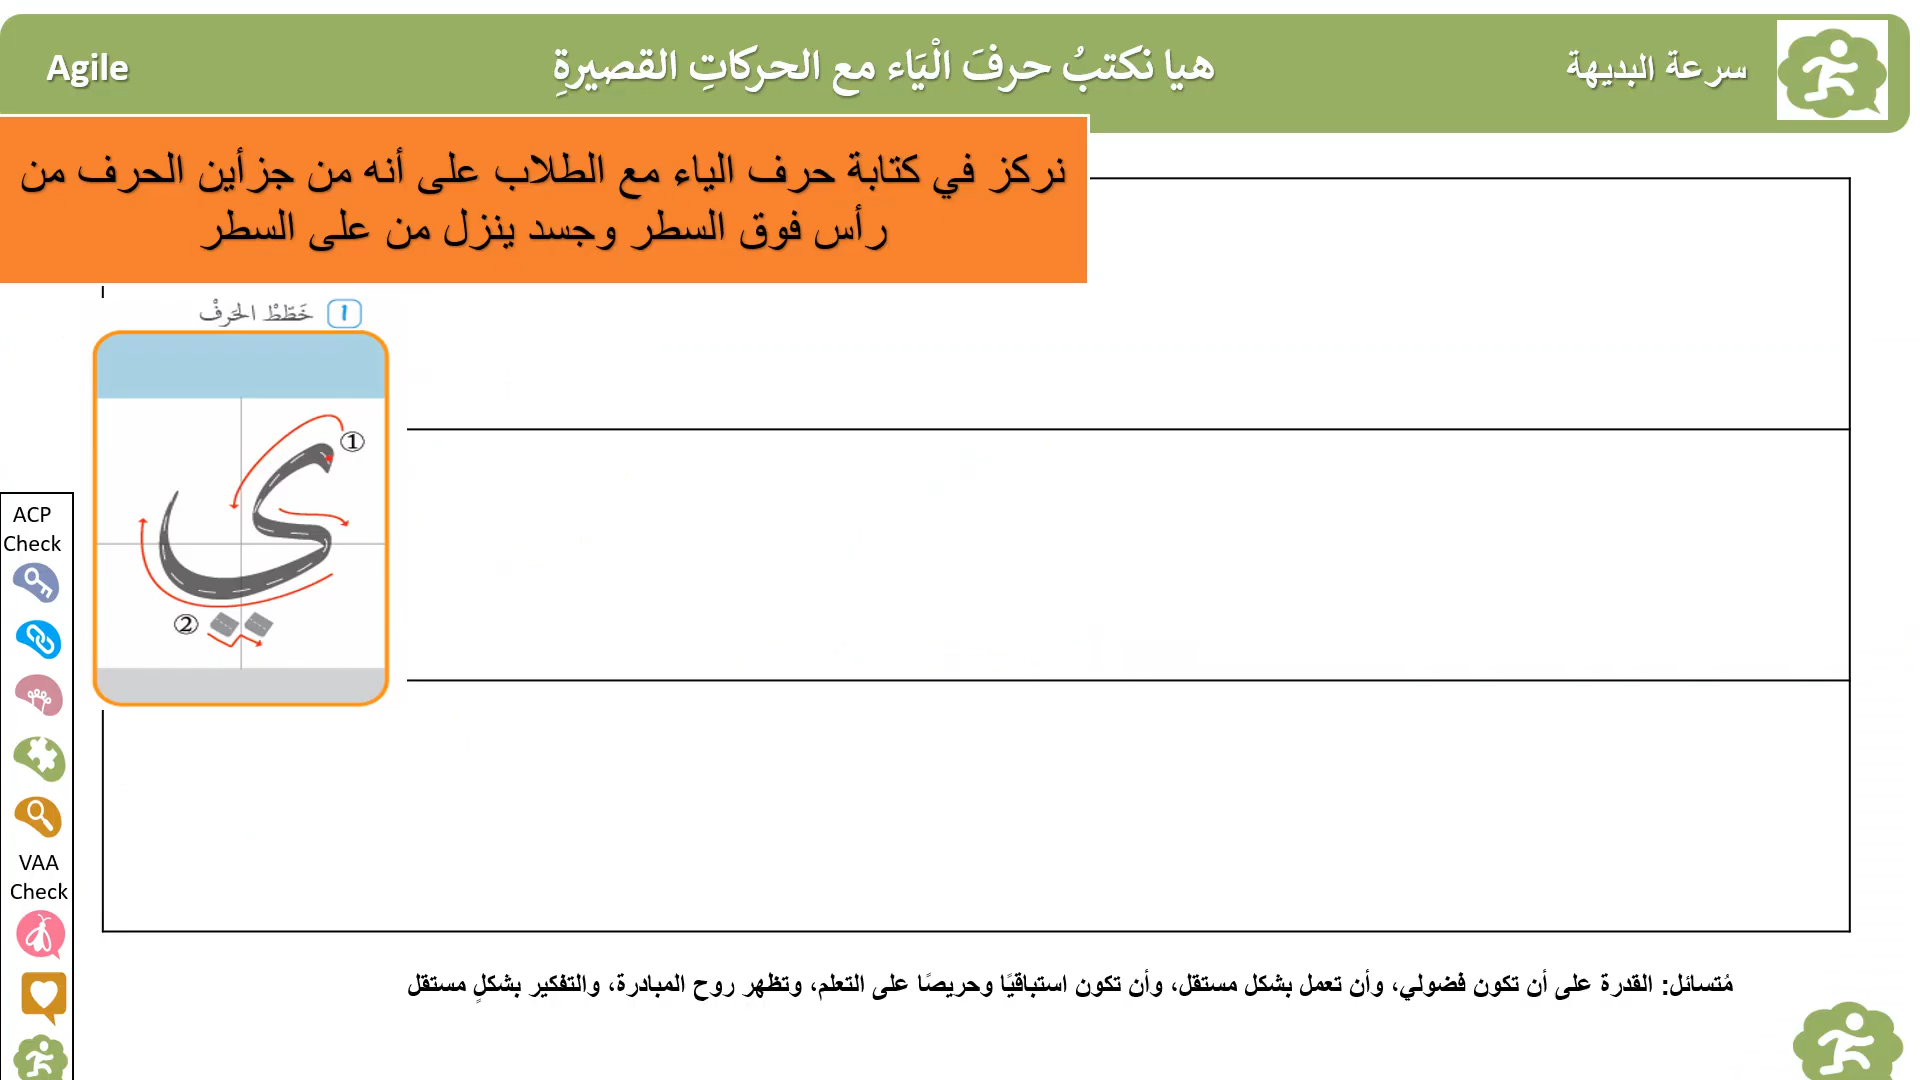 سرعة البديهة
هيا نكتبُ حرفَ الْيَاء مع الحركاتِ القصيرةِ
Agile
نركز في كتابة حرف الياء مع الطلاب على أنه من جزأين الحرف من
رأس فوق السطر وجسد ينزل من على السطر
١ خَطِّطْ الحَرفْ
①
ي
②
ACP
Check
VAA
Check
مُتسائل: القدرة على أن تكون فضولي، وأن تعمل بشكل مستقل، وأن تكون استباقيًا وحريصًا على التعلم، وتظهر روح المبادرة، والتفكير بشكلٍ مستقل